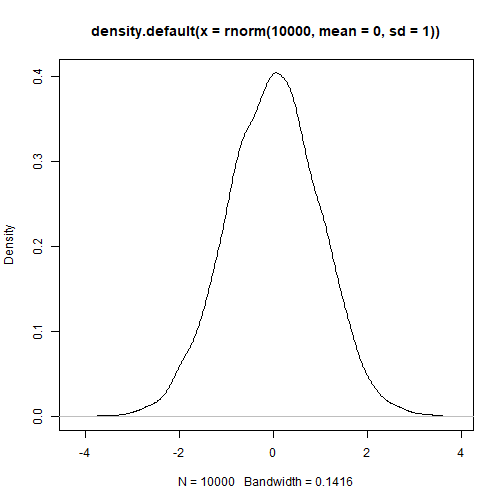 density.default(x = rnorm(10000, mean = 0, sd = 1))
Density
0.4
0.3
0.2
0.1
0.0
-4 -2 0 2 4
N = 10000 Bandwidth = 0.1416